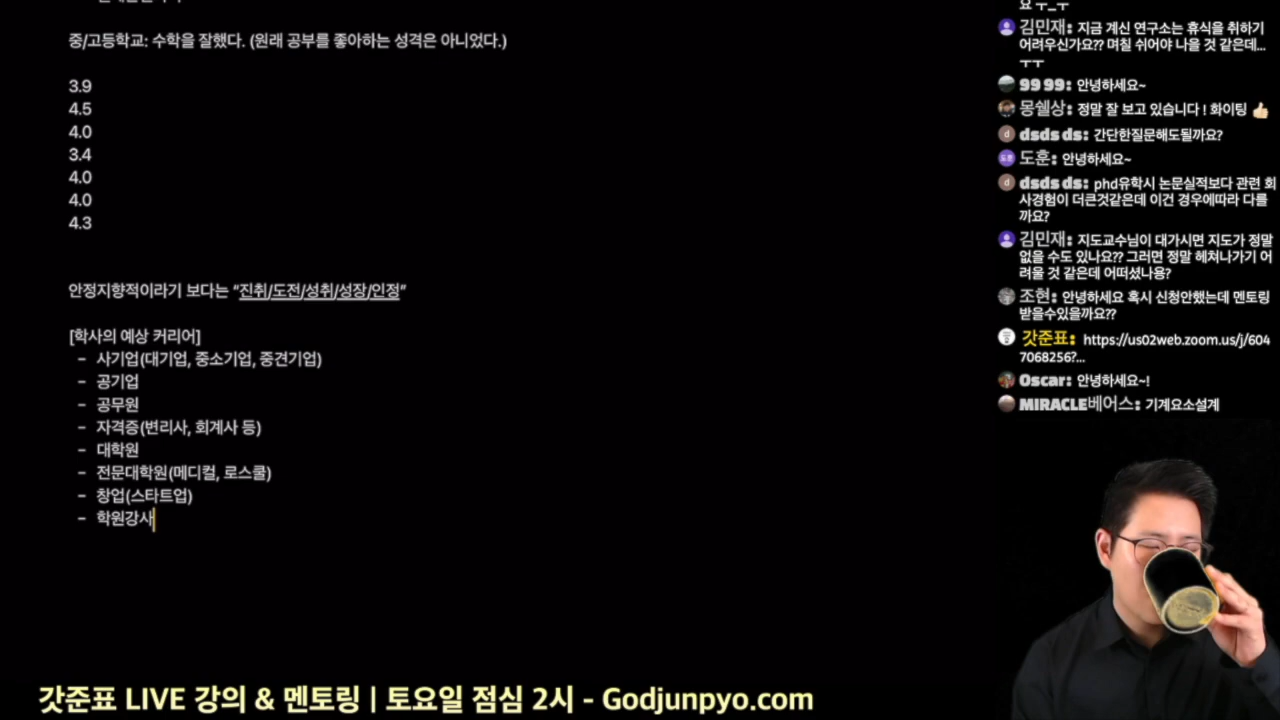 중/고등학교: 수학을 잘했다. (원래 공부를 좋아하는 성격은 아니었다.)
3.9
4.5
4.0
3.4
4.0
4.0
4.3
안정지향적이라기 보다는 “진취/도전/성취/성장/인정”
[학사의 예상 커리어]
- 사기업(대기업, 중소기업, 중견기업)
- 공기업
- 공무원
- 자격증(변리사, 회계사 등)
- 대학원
- 전문대학원(메디컬, 로스쿨)
- 창업(스타트업)
- 학원강사
요 ㅜ_ㅜ
김민재: 지금 계신 연구소는 휴식을 취하기
어려우신가요?? 며칠 쉬어야 나을 것 같은데...
ㅜㅜ
99 99: 안녕하세요~
몽쉘상: 정말 잘 보고 있습니다 ! 화이팅 👍🏻
d dsds ds: 간단한질문해도될까요?
도훈 도훈: 안녕하세요~
d dsds ds: phd유학시 논문실적보다 관련 회
사경험이 더큰것같은데 이건 경우에따라 다를
까요?
김민재: 지도교수님이 대가시면 지도가 정말
없을 수도 있나요?? 그러면 정말 헤쳐나가기 어
려울 것 같은데 어떠셨나용?
조현: 안녕하세요 혹시 신청안했는데 멘토링
받을수있을까요??
갓준표: https://us02web.zoom.us/j/604
7068256?...
Oscar: 안녕하세요~!
MIRACLE베어스: 기계요소설계
갓준표 LIVE 강의 & 멘토링 | 토요일 점심 2시 - Godjunpyo.com